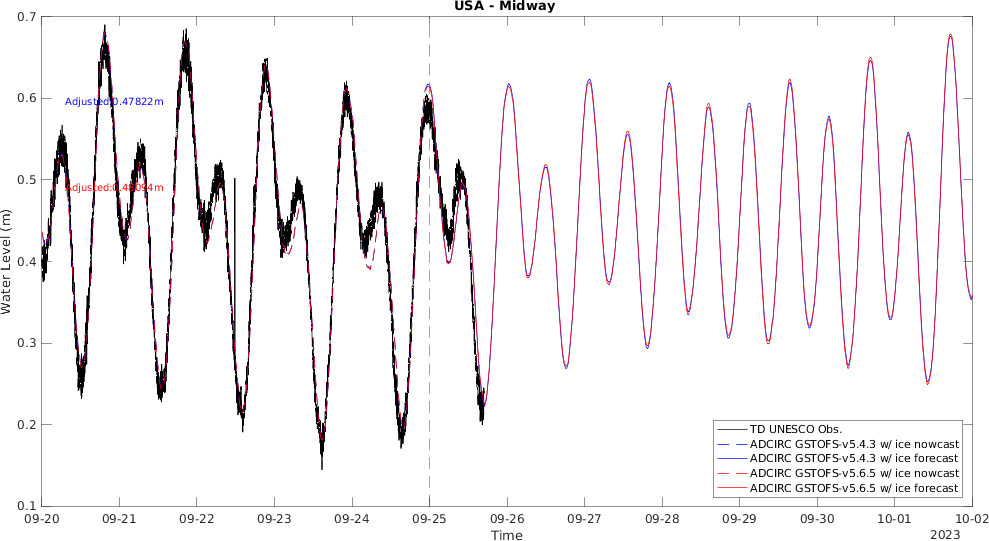 USA - Midway
0.7
0.6
0.5
0.4
0.3
0.2
0.1
Water Level (m)
Adjusted:0.47822m
Adjusted:0.48094m
09-20 09-21 09-22 09-23 09-24 09-25 09-26 09-27 09-28 09-29 09-30 10-01 10-02
Time
2023
TD UNESCO Obs.
ADCIRC GSTOFS-v5.4.3 w/ ice nowcast
ADCIRC GSTOFS-v5.4.3 w/ ice forecast
ADCIRC GSTOFS-v5.6.5 w/ ice nowcast
ADCIRC GSTOFS-v5.6.5 w/ ice forecast